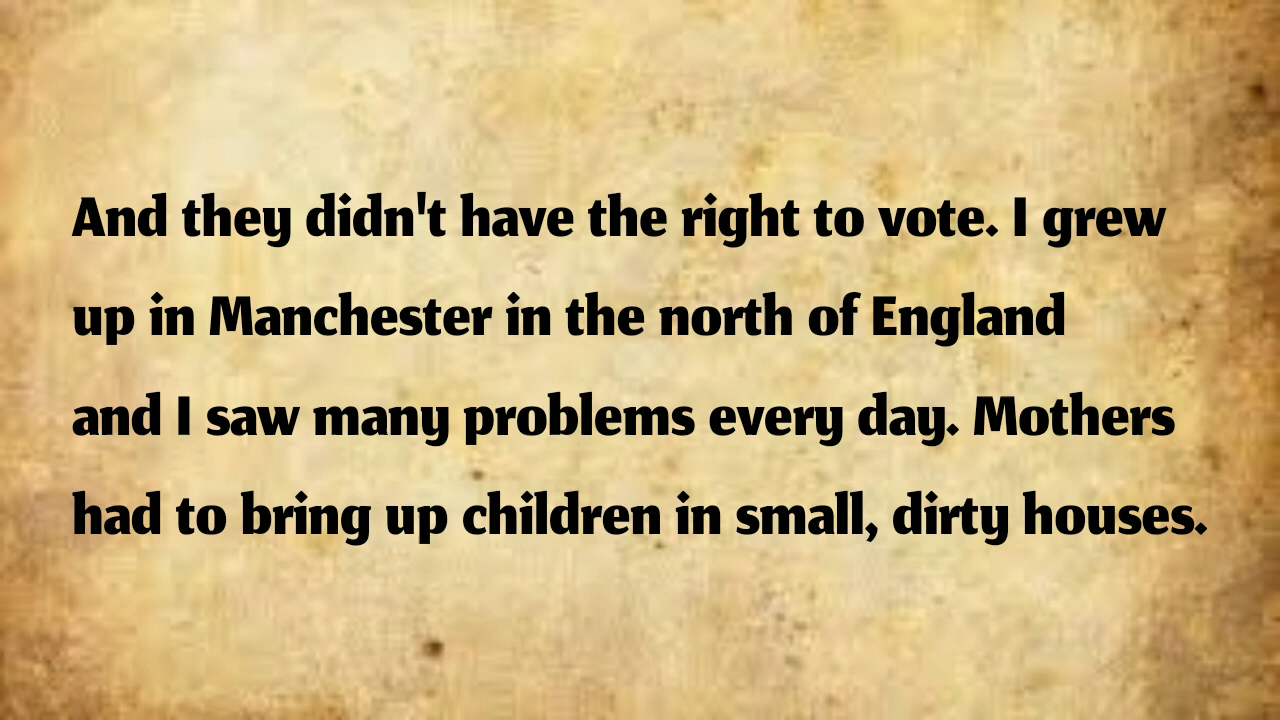 And they didn't have the right to vote. I grew
up in Manchester in the north of England
and I saw many problems every day. Mothers
had to bring up children in small, dirty houses.